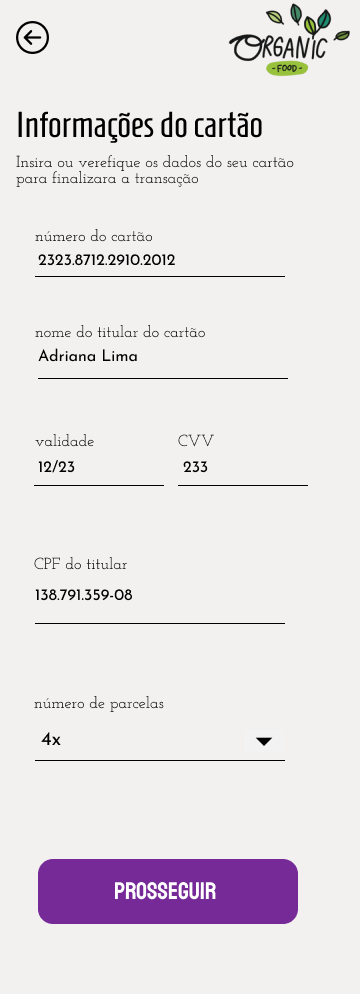 ORGANIC
-FOOD-
Informações do cartão
Insira ou verefique os dados do seu cartão
para finalizara a transação
número do cartão
2323.8712.2910.2012
nome do titular do cartão
Adriana Lima
validade CVV
12/23 233
CPF do titular
138.791.359-08
número de parcelas
4x
PROSSEGUIR